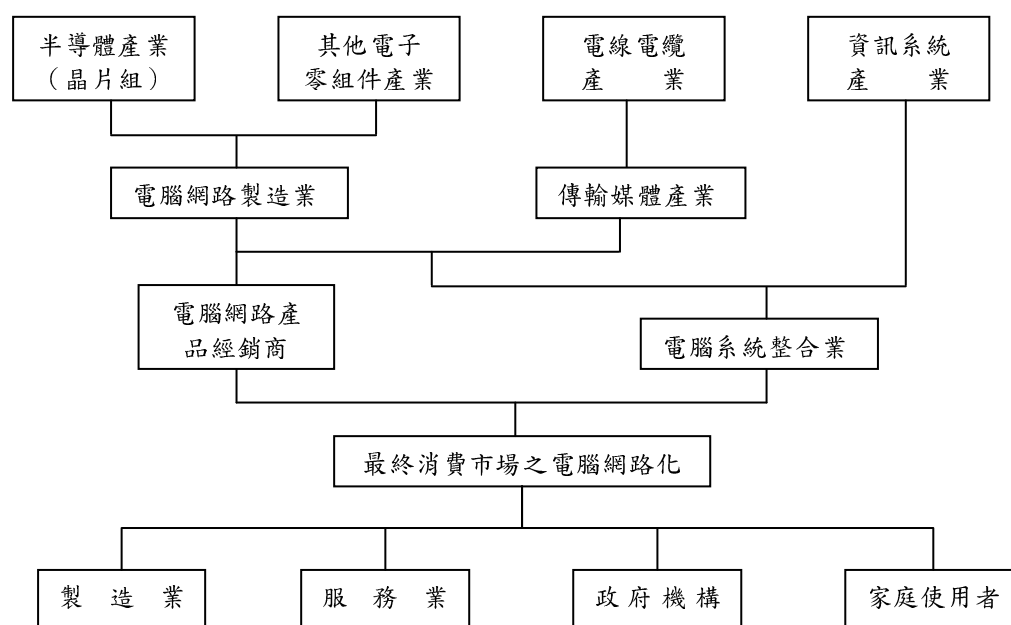 半導體產業
（晶片組）
其他電子
零組件產業
電線電纜
產業
資訊系統
產業
電腦網路製造業
傳輸媒體產業
電腦網路產
品經銷商
電腦系統整合業
最終消費市場之電腦網路化
製造業
服務業
政府機構
家庭使用者